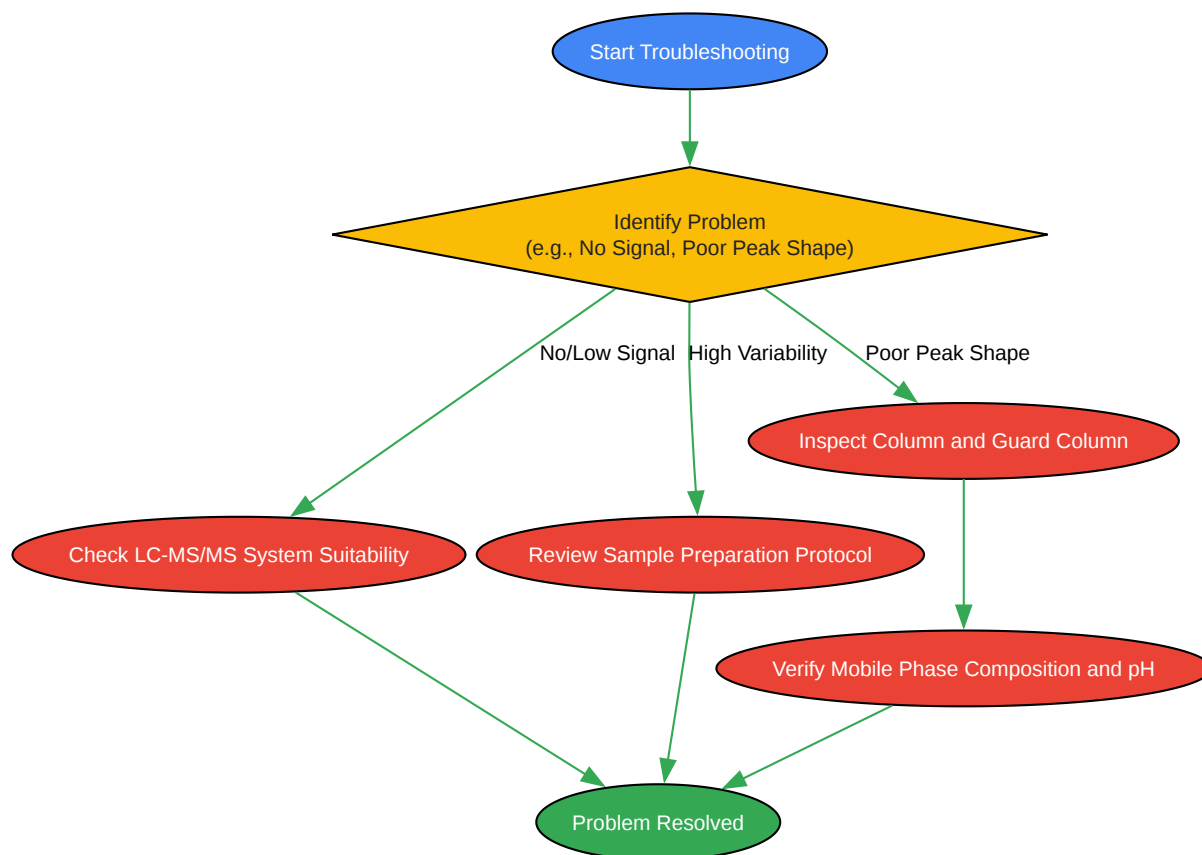 Start Troubleshooting
Identify Problem
(e.g., No Signal, Poor Peak Shape)
No/Low Signal
High Variability
Poor Peak Shape
Inspect Column and Guard Column
Check LC-MS/MS System Suitability
Review Sample Preparation Protocol
Verify Mobile Phase Composition and pH
Problem Resolved